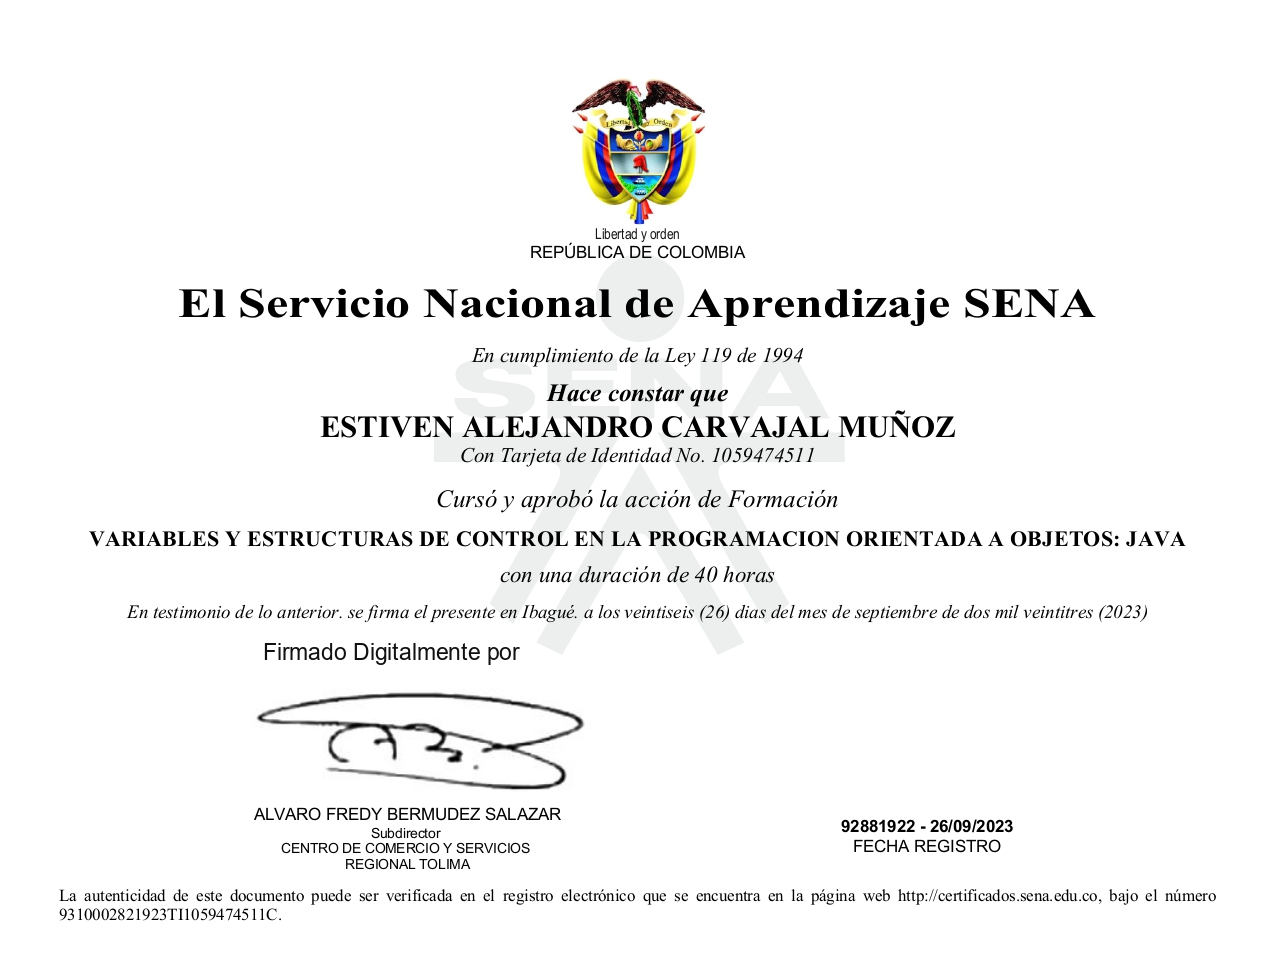 Libertad y Orden
Libertad y orden
REPÚBLICA DE COLOMBIA
El Servicio Nacional de Aprendizaje SENA
En cumplimiento de la Ley 119 de 1994
SENA
Hace constar que
ESTIVEN ALEJANDRO CARVAJAL MUÑOZ
Con Tarjeta de Identidad No. 1059474511
Cursó y aprobó la acción de Formación
VARIABLES Y ESTRUCTURAS DE CONTROL EN LA PROGRAMACION ORIENTADA A OBJETOS: JAVA
con una duración de 40 horas
En testimonio de lo anterior. se firma el presente en Ibagué. a los veintiseis (26) dias del mes de septiembre de dos mil veintitres (2023)
Firmado Digitalmente por
ALVARO FREDY BERMUDEZ SALAZAR
Subdirector
CENTRO DE COMERCIO Y SERVICIOS
REGIONAL TOLIMA
92881922 - 26/09/2023
FECHA REGISTRO
La autenticidad de este documento puede ser verificada en el registro electrónico que se encuentra en la página web http://certificados.sena.edu.co, bajo el número
9310002821923TI1059474511C.